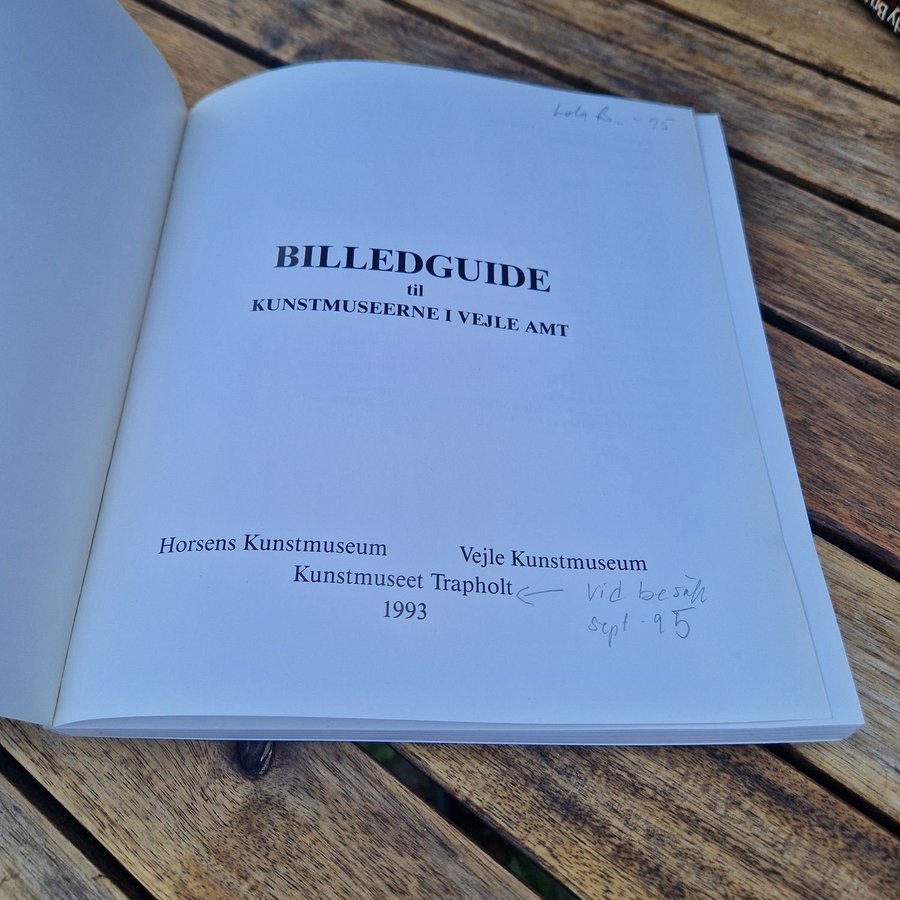 BILLEDGUIDE
til
KUNSTMUSEERNE I VEJLE AMT
Horsens Kunstmuseum Vejle Kunstmuseum
Kunstmuseet Trapholt ← vid besök
1993 sept. 95